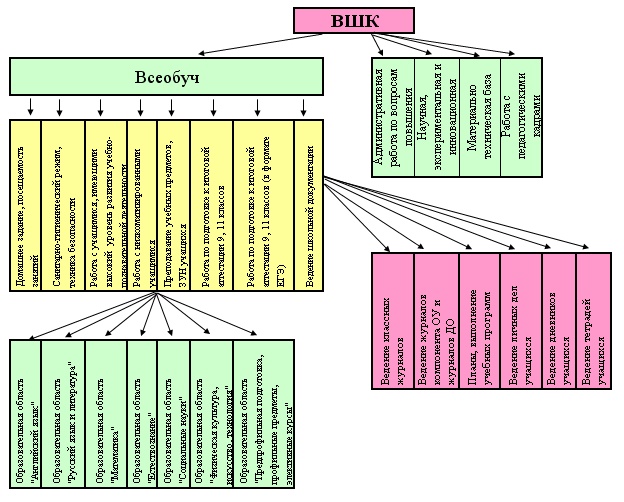 ВШК
Всеобуч
Административная
работа по вопросам
повышения
Научная,
экспериментальная и
инновационная
Материально
техническая база
Работа с
педагогическими
кадрами
Домашнее задание, посещаемость
занятий
Санитарно-гигиенический режим,
техника безопасности
Работа с учащимися, имеющими
высокий уровень развития учебно-
познавательной деятельности
Работа с низкомотивированными
учащимися
Преподавание учебных предметов,
ЗУН учащихся
Работа по подготовке к итоговой
аттестации 9, 11 классов
Работа по подготовке к итоговой
аттестации 9, 11 классов (в формате
ЕГЭ)
Ведение школьной документации
Ведение классных
журналов
Ведение журналов
компонента ОУ и
журналов ДО
Планы, выполнение
учебных программ
Ведение личных дел
учащихся
Ведение дневников
учащихся
Ведение тетрадей
учащихся
Образовательная область
"Английский язык"
Образовательная область
"Русский язык и литература"
Образовательная область
"Математика"
Образовательная область
"Естествознание"
Образовательная область
"Социальные науки"
Образовательная область
"Физическая культура,
искусство, технология"
Образовательная область
"Предпрофильная подготовка,
профильные предметы,
элективные курсы"